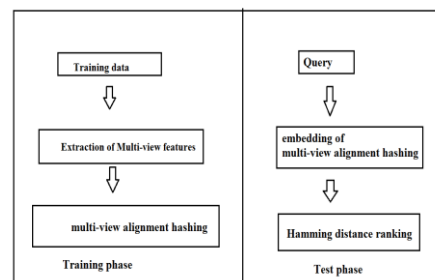 Training data
Extraction of Multi-view features
multi-view alignment hashing
Training phase
Query
embedding of
multi-view alignment hashing
Hamming distance ranking
Test phase